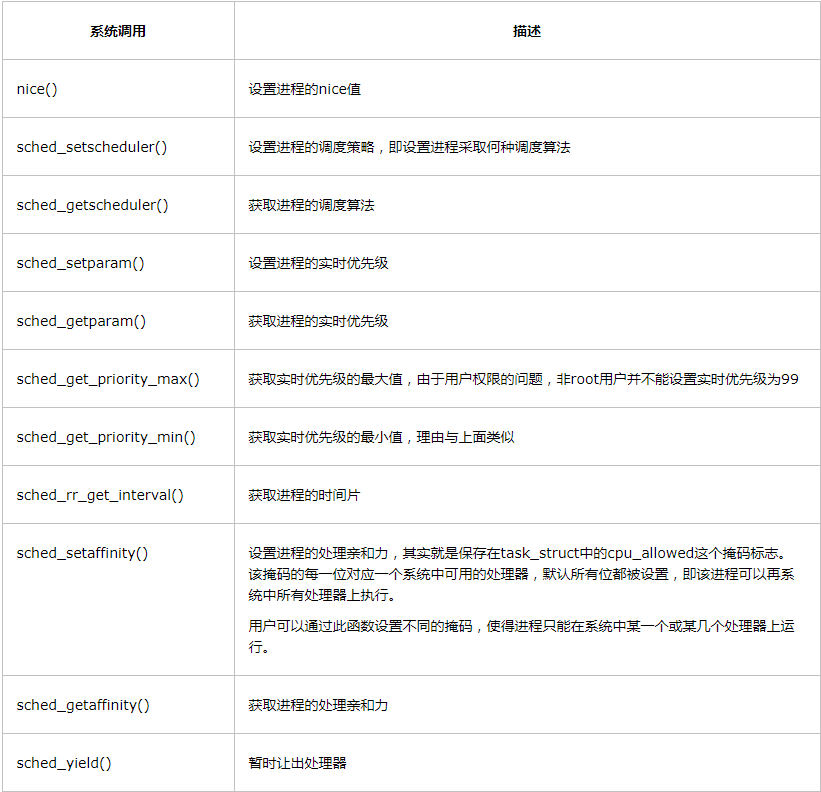 系统调用 描述
nice() 设置进程的nice值
sched_setscheduler() 设置进程的调度策略，即设置进程采取何种调度算法
sched_getscheduler() 获取进程的调度算法
sched_setparam() 设置进程的实时优先级
sched_getparam() 获取进程的实时优先级
sched_get_priority_max() 获取实时优先级的最大值，由于用户权限的问题，非root用户并不能设置实时优先级为99
sched_get_priority_min() 获取实时优先级的最小值，理由与上面类似
sched_rr_get_interval() 获取进程的时间片
sched_setaffinity() 设置进程的处理亲和力，其实就是保存在task_struct中的cpu_allowed这个掩码标志。
该掩码的每一位对应一个系统中可用的处理器，默认所有位都被设置，即该进程可以再系
统中所有处理器上执行。
用户可以通过此函数设置不同的掩码，使得进程只能在系统中某一个或某几个处理器上运
行。
sched_getaffinity() 获取进程的处理亲和力
sched_yield() 暂时让出处理器